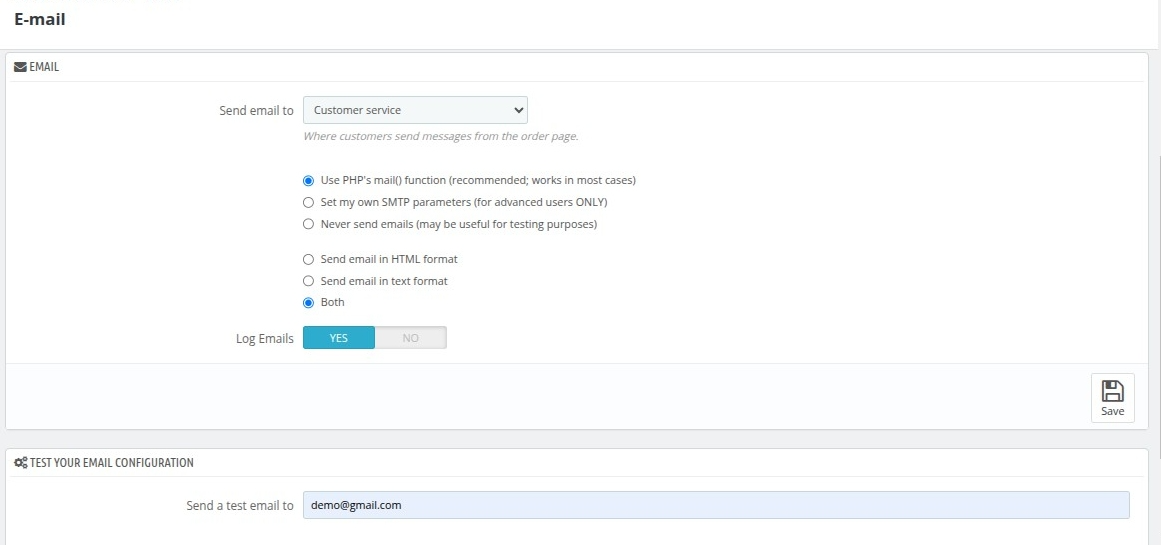 E-mail
EMAIL
Send email to Customer service
Where customers send messages from the order page.
Use PHP's mail() function (recommended; works in most cases)
Set my own SMTP parameters (for advanced users ONLY)
Never send emails (may be useful for testing purposes)
Send email in HTML format
Send email in text format
Both
Log Emails YES NO
Save
TEST YOUR EMAIL CONFIGURATION
Send a test email to demo@gmail.com